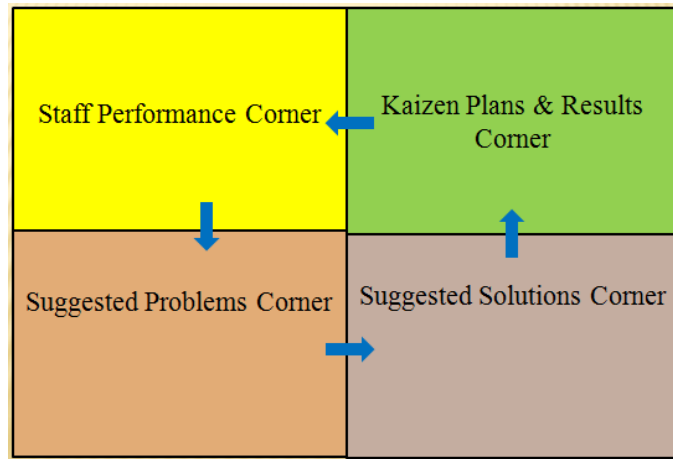 Staff Performance Corner
Kaizen Plans & Results
Corner
Suggested Problems Corner
Suggested Solutions Corner